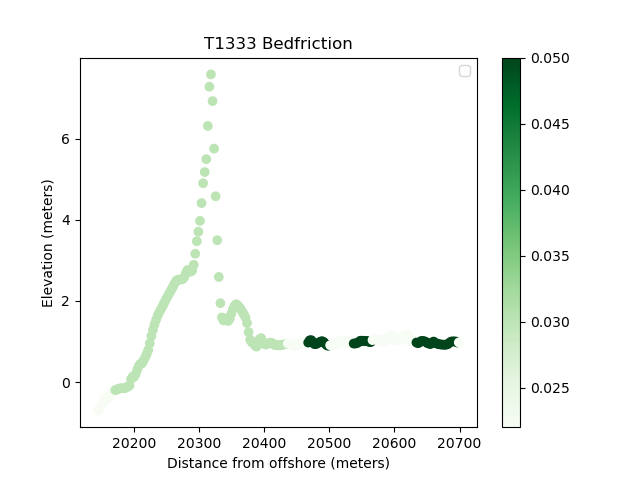 T1333 Bedfriction
0.050
0.045
0.040
0.035
0.030
0.025
6
4
2
0
Elevation (meters)
20200 20300 20400 20500 20600 20700
Distance from offshore (meters)